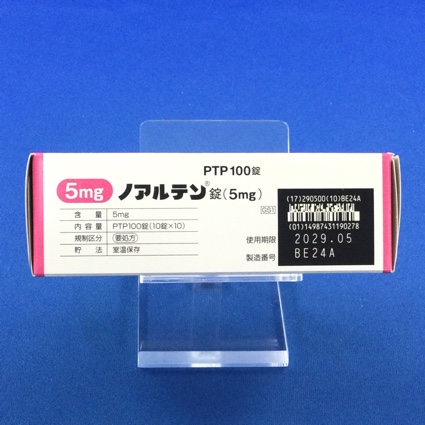 PTP100錠
5mg ノアルテン®錠(5mg)
G01
含量 5mg
内容量 PTP100錠(10錠×10)
規制区分 要処方
貯法 室温保存
(17)290500(10)BE24A
(01)14987431190278
使用期限 2029.05
製造番号 BE24A